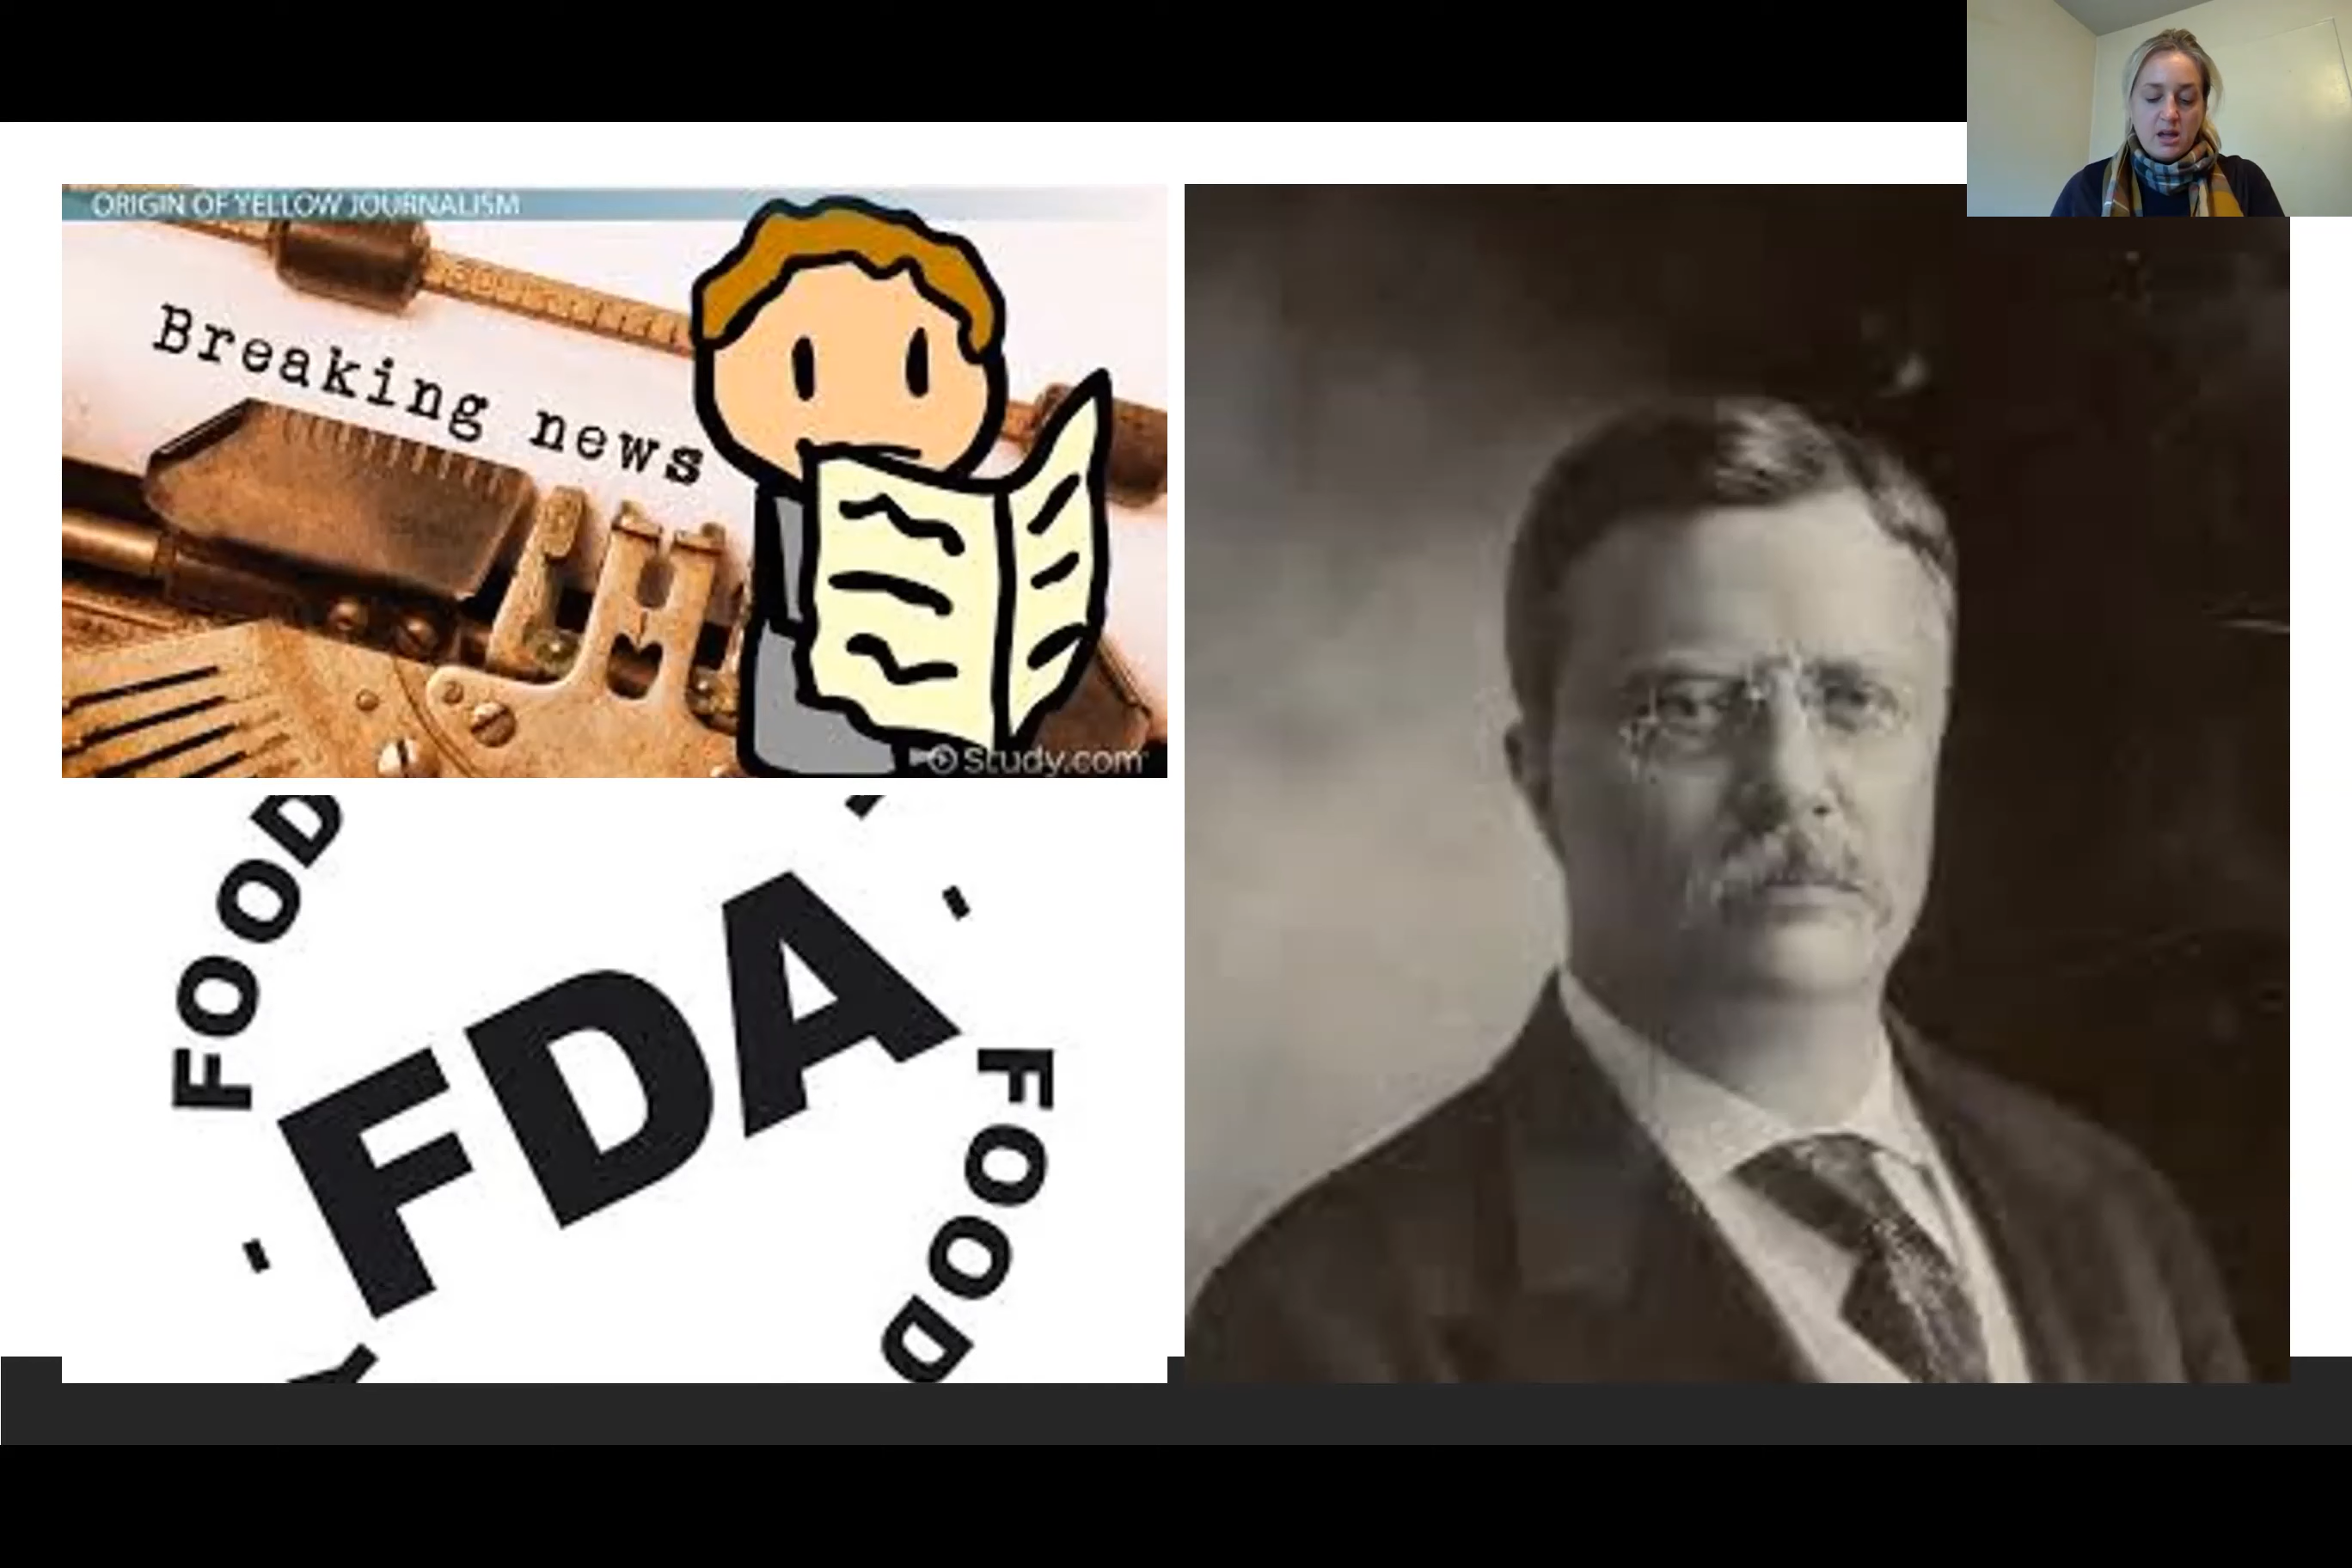 ORIGIN OF YELLOW JOURNALISM
Breaking news
Study.com
FOOD
FDA
FOOD